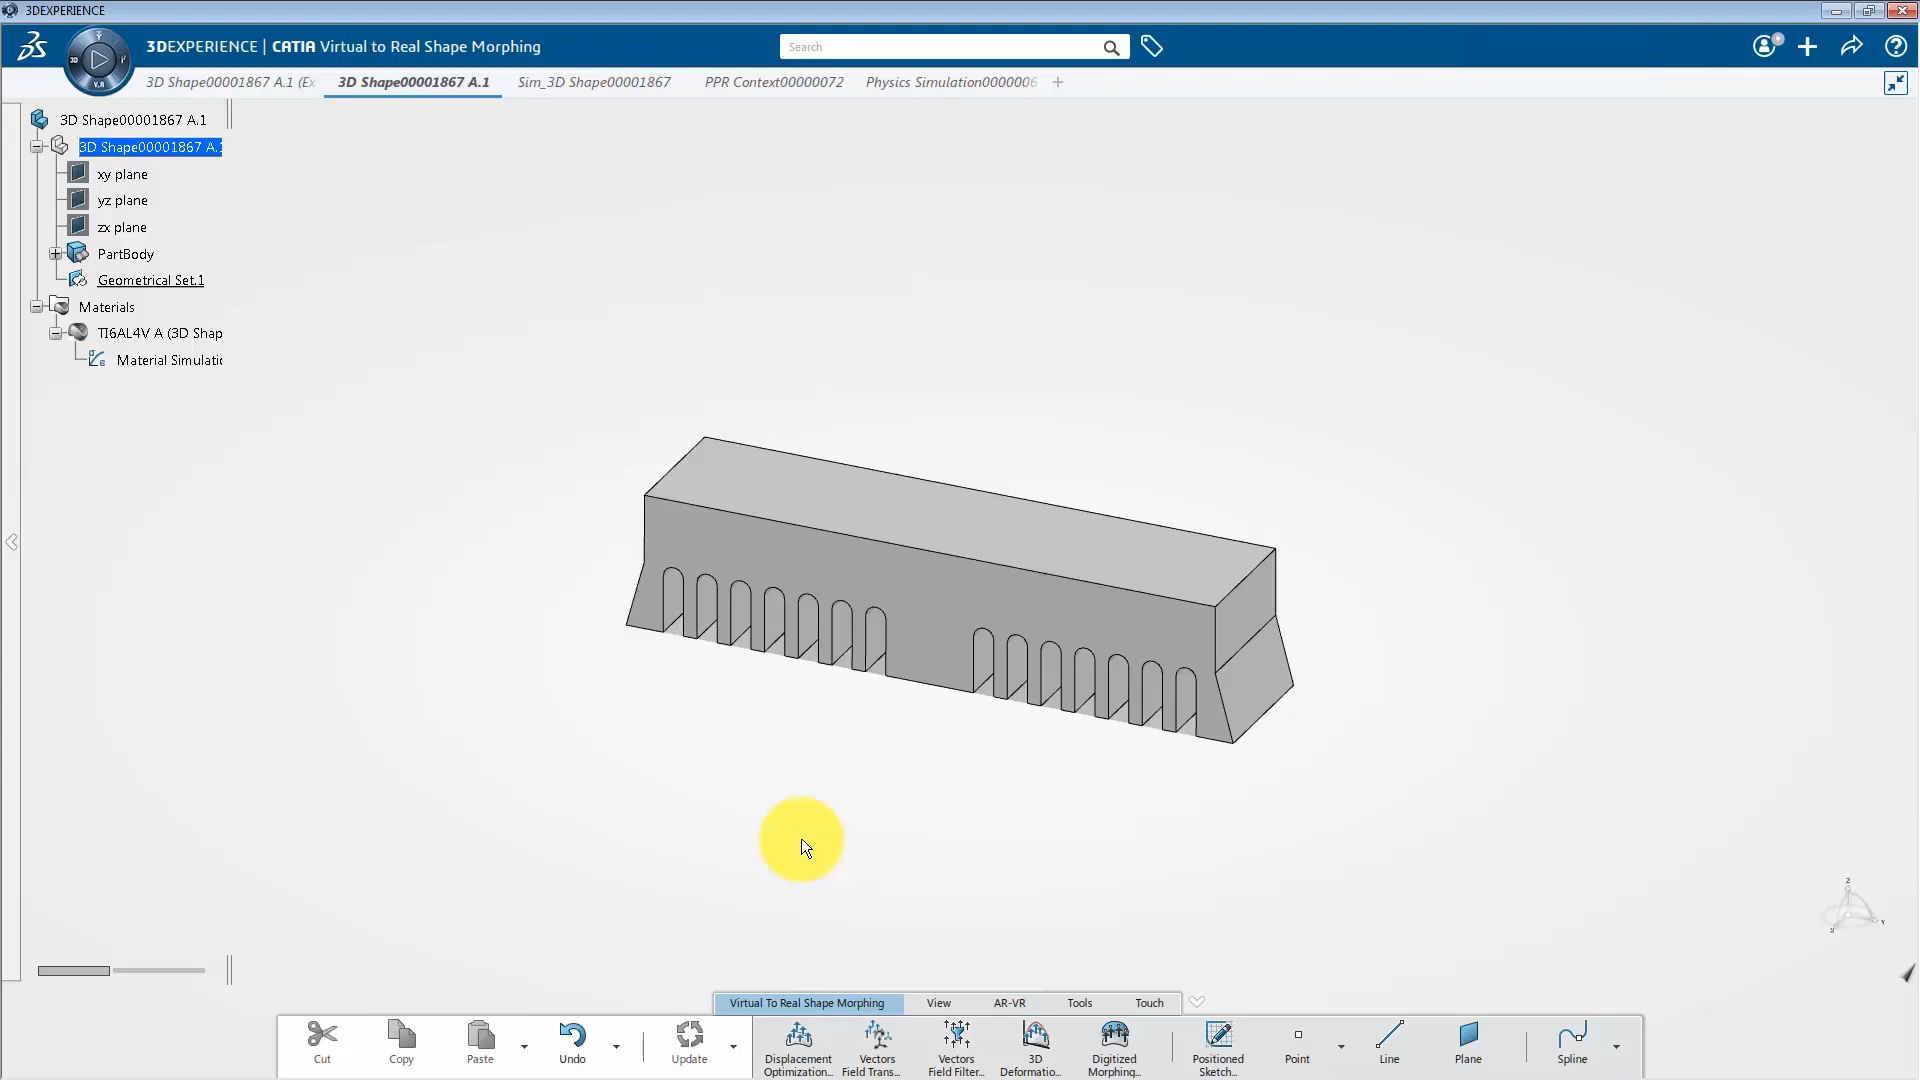 3DEXPERIENCE
3DEXPERIENCE | CATIA Virtual to Real Shape Morphing
Search
3D
V.R
3D Shape00001867 A.1 (Ex
3D Shape00001867 A.1
Sim_3D Shape00001867
PPR Context00000072
Physics Simulation0000006
3D Shape00001867 A.1
3D Shape00001867 A.1
xy plane
yz plane
zx plane
PartBody
Geometrical Set.1
Materials
TI6AL4V A (3D Shap
Material Simulatic
Z
Y
X
Virtual To Real Shape Morphing
View
AR-VR
Tools
Touch
Cut
Copy
Paste
Undo
Update
Displacement Optimization...
Vectors Field Trans...
Vectors Field Filter...
3D Deformatio...
Digitized Morphing...
Positioned Sketch...
Point
Line
Plane
Spline